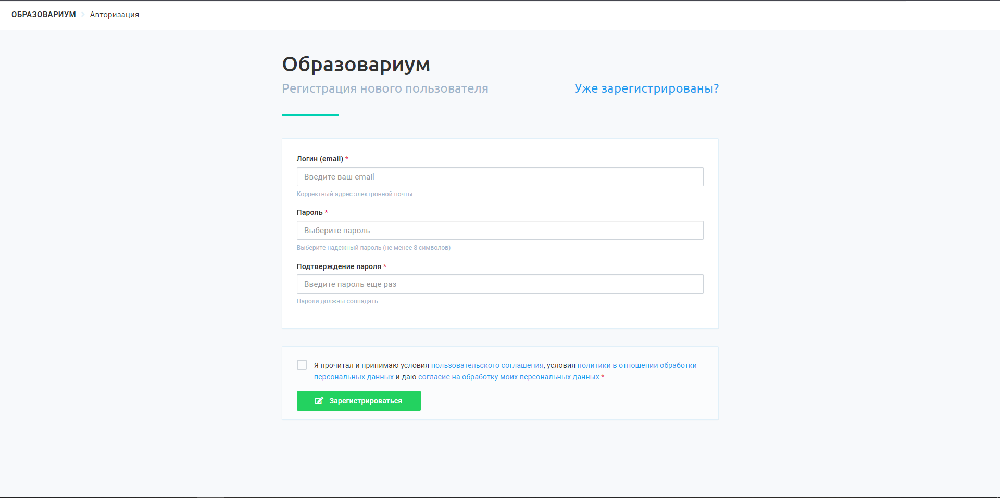 ОБРАЗОВАРИУМ Авторизация
Образовариум
Регистрация нового пользователя Уже зарегистрированы?
Логин (email) *
Введите ваш email
Корректный адрес электронной почты
Пароль *
Выберите пароль
Выберите надежный пароль (не менее 8 символов)
Подтверждение пароля *
Введите пароль еще раз
Пароли должны совпадать
Я прочитал и принимаю условия пользовательского соглашения, условия политики в отношении обработки
персональных данных и даю согласие на обработку моих персональных данных *
Зарегистрироваться